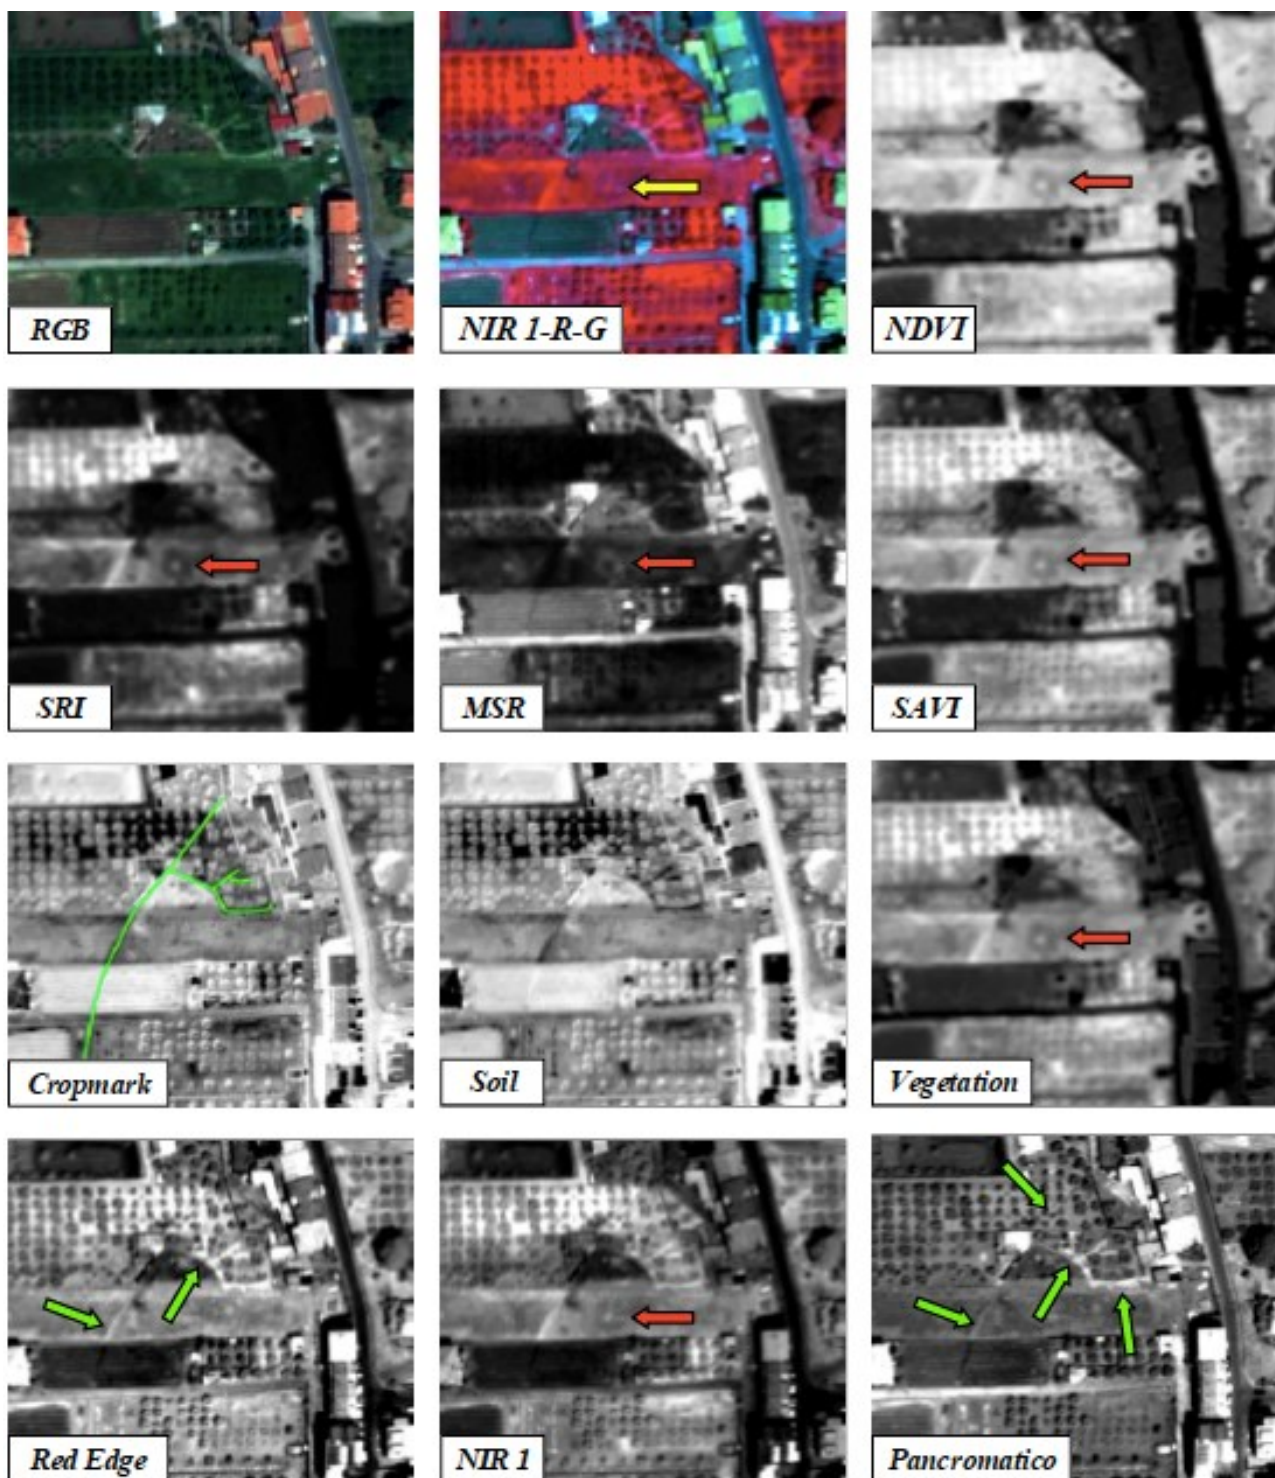 RGB
NIR 1-R-G
NDVI
SRI
MSR
SAVI
Cropmark
Soil
Vegetation
Red Edge
NIR 1
Pancromatico